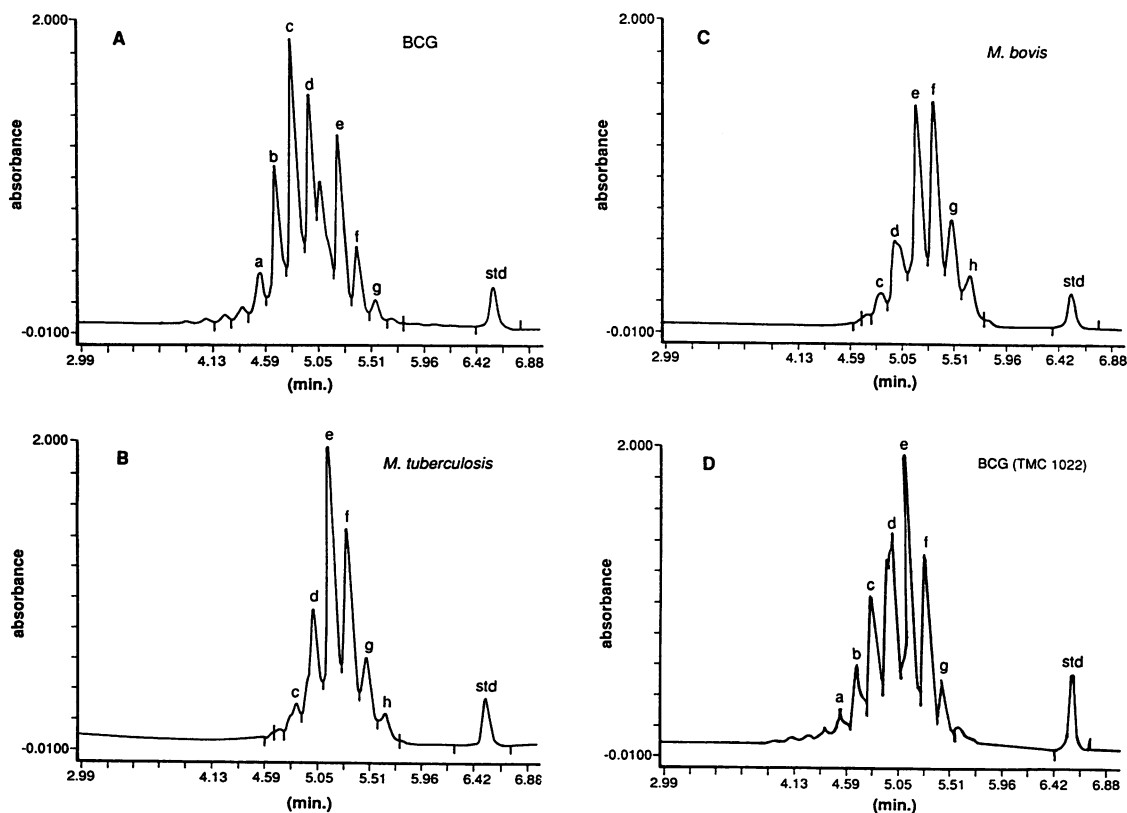 A
BCG
2.000
-0.0100
absorbance
a
b
c
d
e
f
g
std
2.99 4.13 4.59 5.05 5.51 5.96 6.42 6.88
(min.)
C
M. bovis
2.000
-0.0100
absorbance
c
d
e
f
g
h
std
2.99 4.13 4.59 5.05 5.51 5.96 6.42 6.88
(min.)
B
M. tuberculosis
2.000
-0.0100
absorbance
c
d
e
f
g
h
std
2.99 4.13 4.59 5.05 5.51 5.96 6.42 6.88
(min.)
D
BCG (TMC 1022)
2.000
-0.0100
absorbance
a
b
c
d
e
f
g
std
2.99 4.13 4.59 5.05 5.51 5.96 6.42 6.88
(min.)